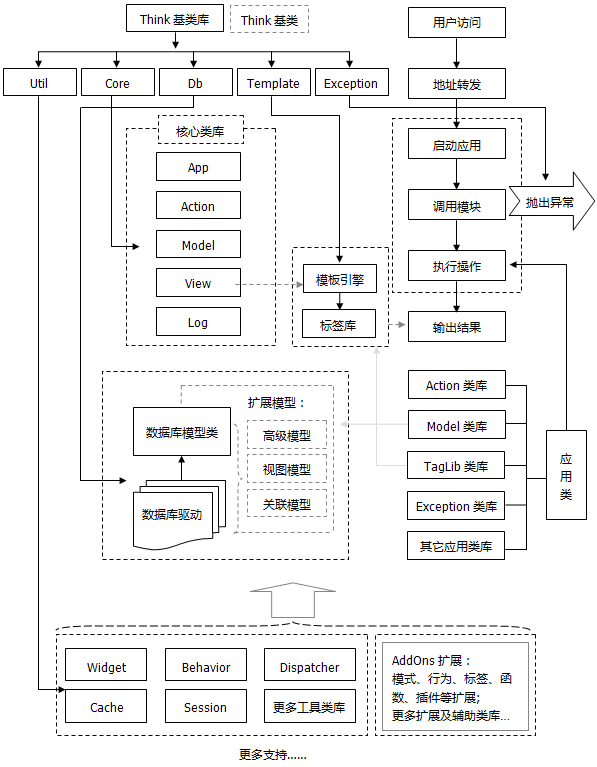 Think 基类库
Think 基类
用户访问
Util
Core
Db
Template
Exception
地址转发
核心类库
启动应用
App
Action
调用模块
抛出异常
Model
模板引擎
执行操作
View
Log
标签库
输出结果
扩展模型：
Action 类库
数据库模型类
高级模型
Model 类库
视图模型
TagLib 类库
应
用
类
数据库驱动
关联模型
Exception 类库
其它应用类库
Widget
Behavior
Dispatcher
Cache
Session
更多工具类库
AddOns 扩展：
模式、行为、标签、函
数、插件等扩展;
更多扩展及辅助类库...
更多支持......